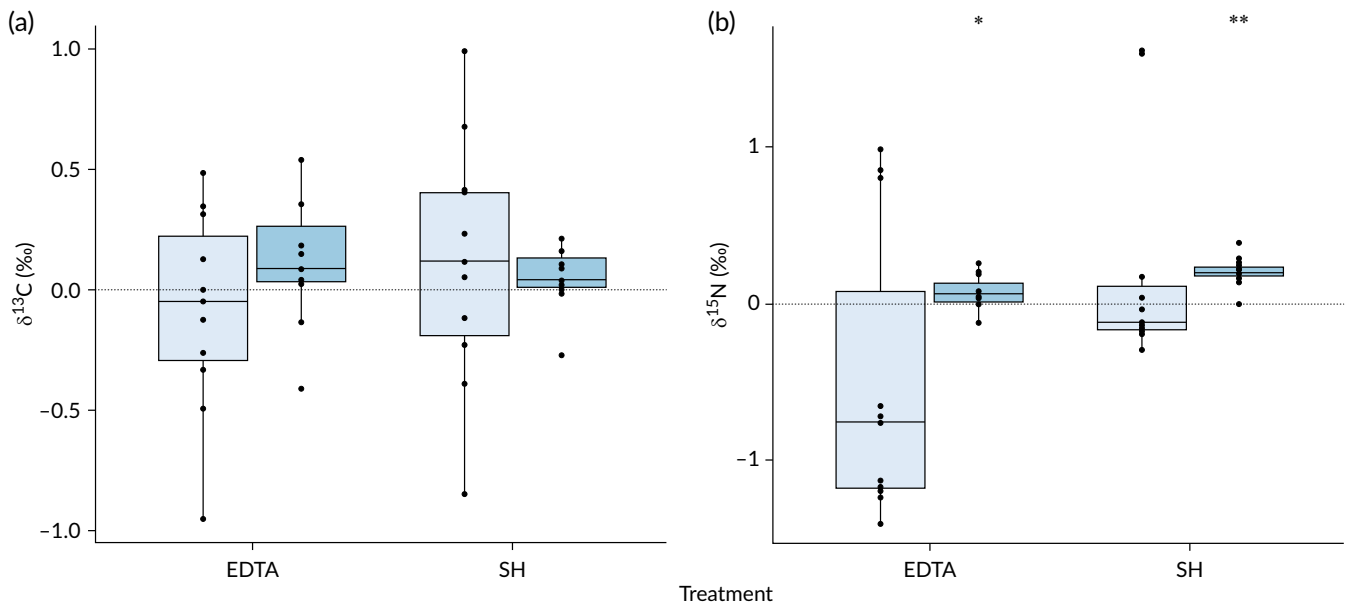 (a)
1.0
0.5
0.0
–0.5
–1.0
δ¹³C (‰)
EDTA
SH
(b)
*
**
1
0
–1
δ¹⁵N (‰)
EDTA
SH
Treatment